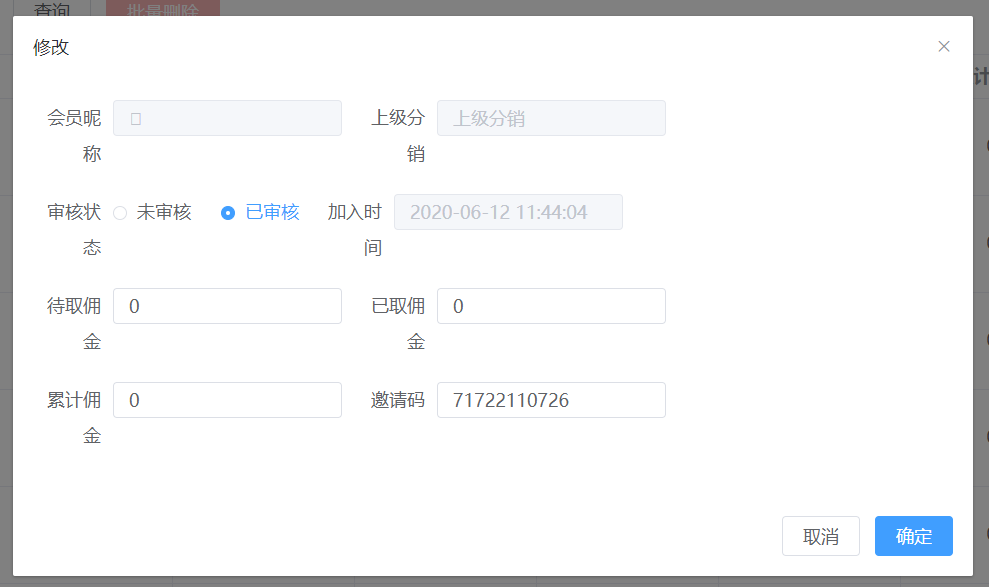 查询 批量删除
修改
计
会员昵称 上级分销 上级分销
审核状态 未审核 已审核 加入时间 2020-06-12 11:44:04
待取佣金 0 已取佣金 0
累计佣金 0 邀请码 71722110726
取消 确定